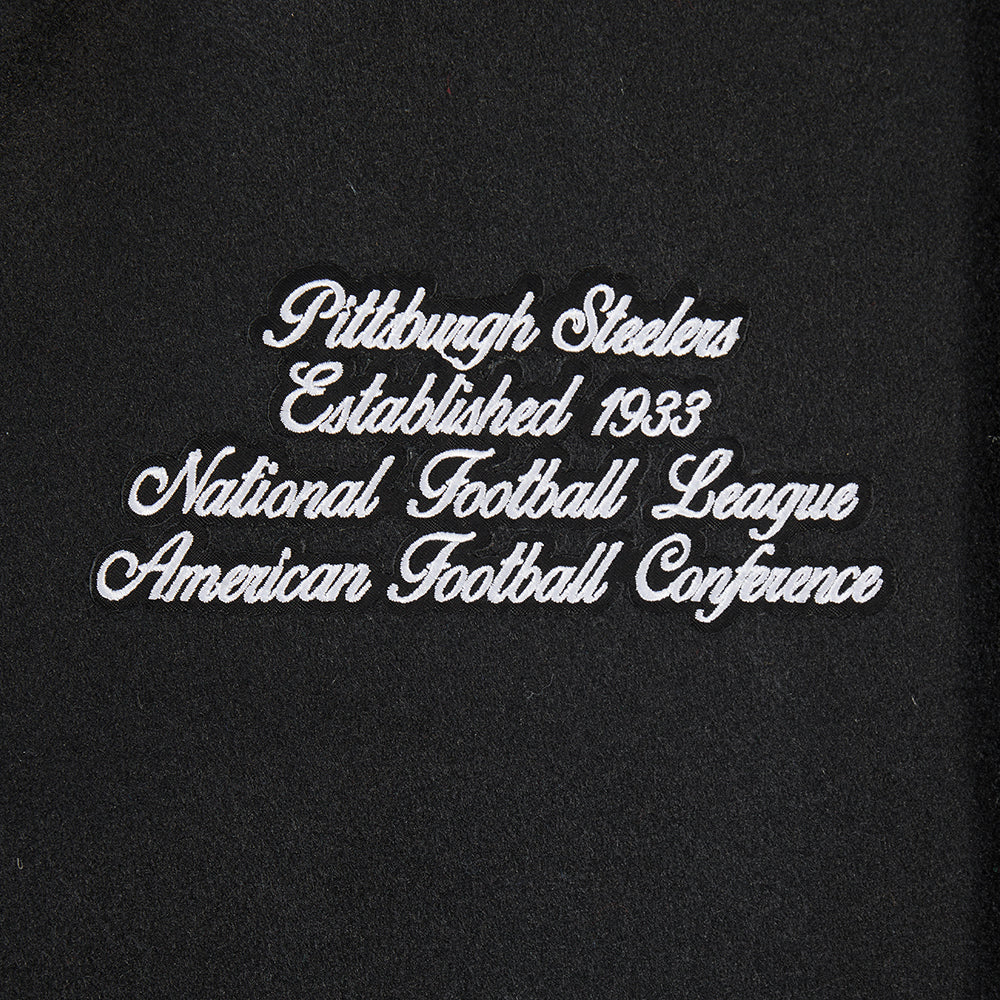 Pittsburgh Steelers
Established 1933
National Football League
American Football Conference